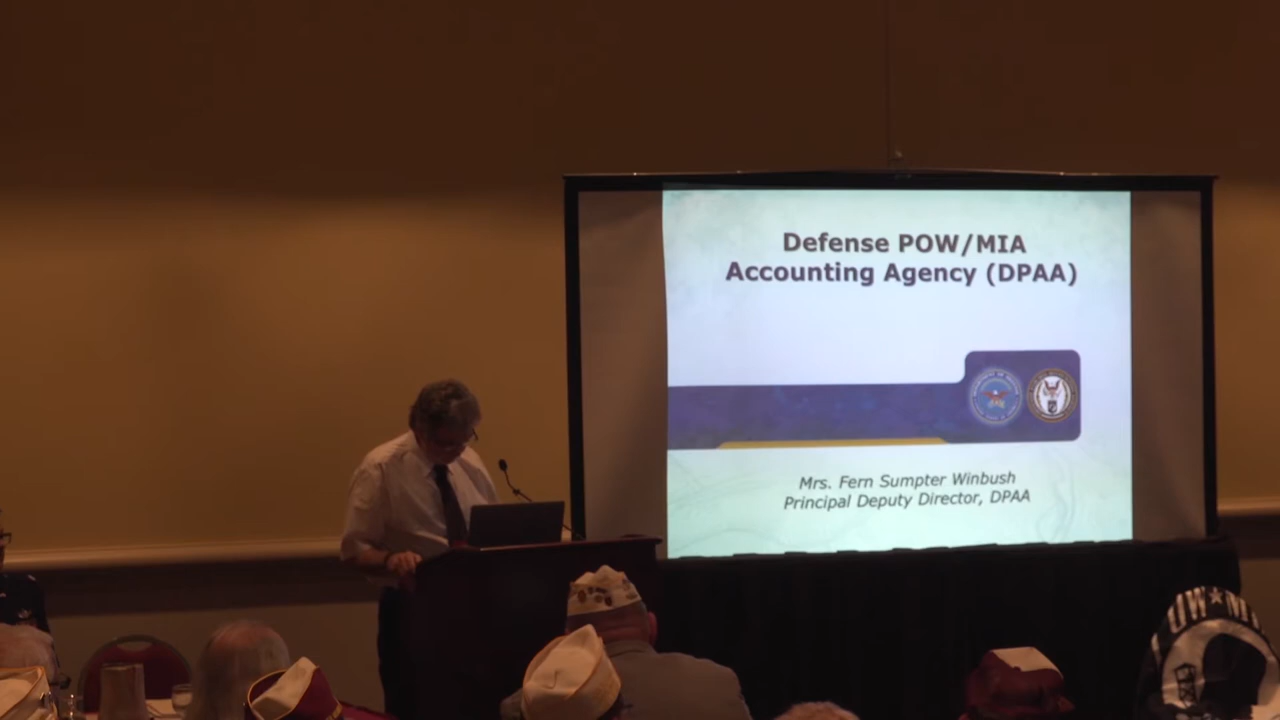 Defense POW/MIA
Accounting Agency (DPAA)
Mrs. Fern Sumpter Winbush
Principal Deputy Director, DPAA